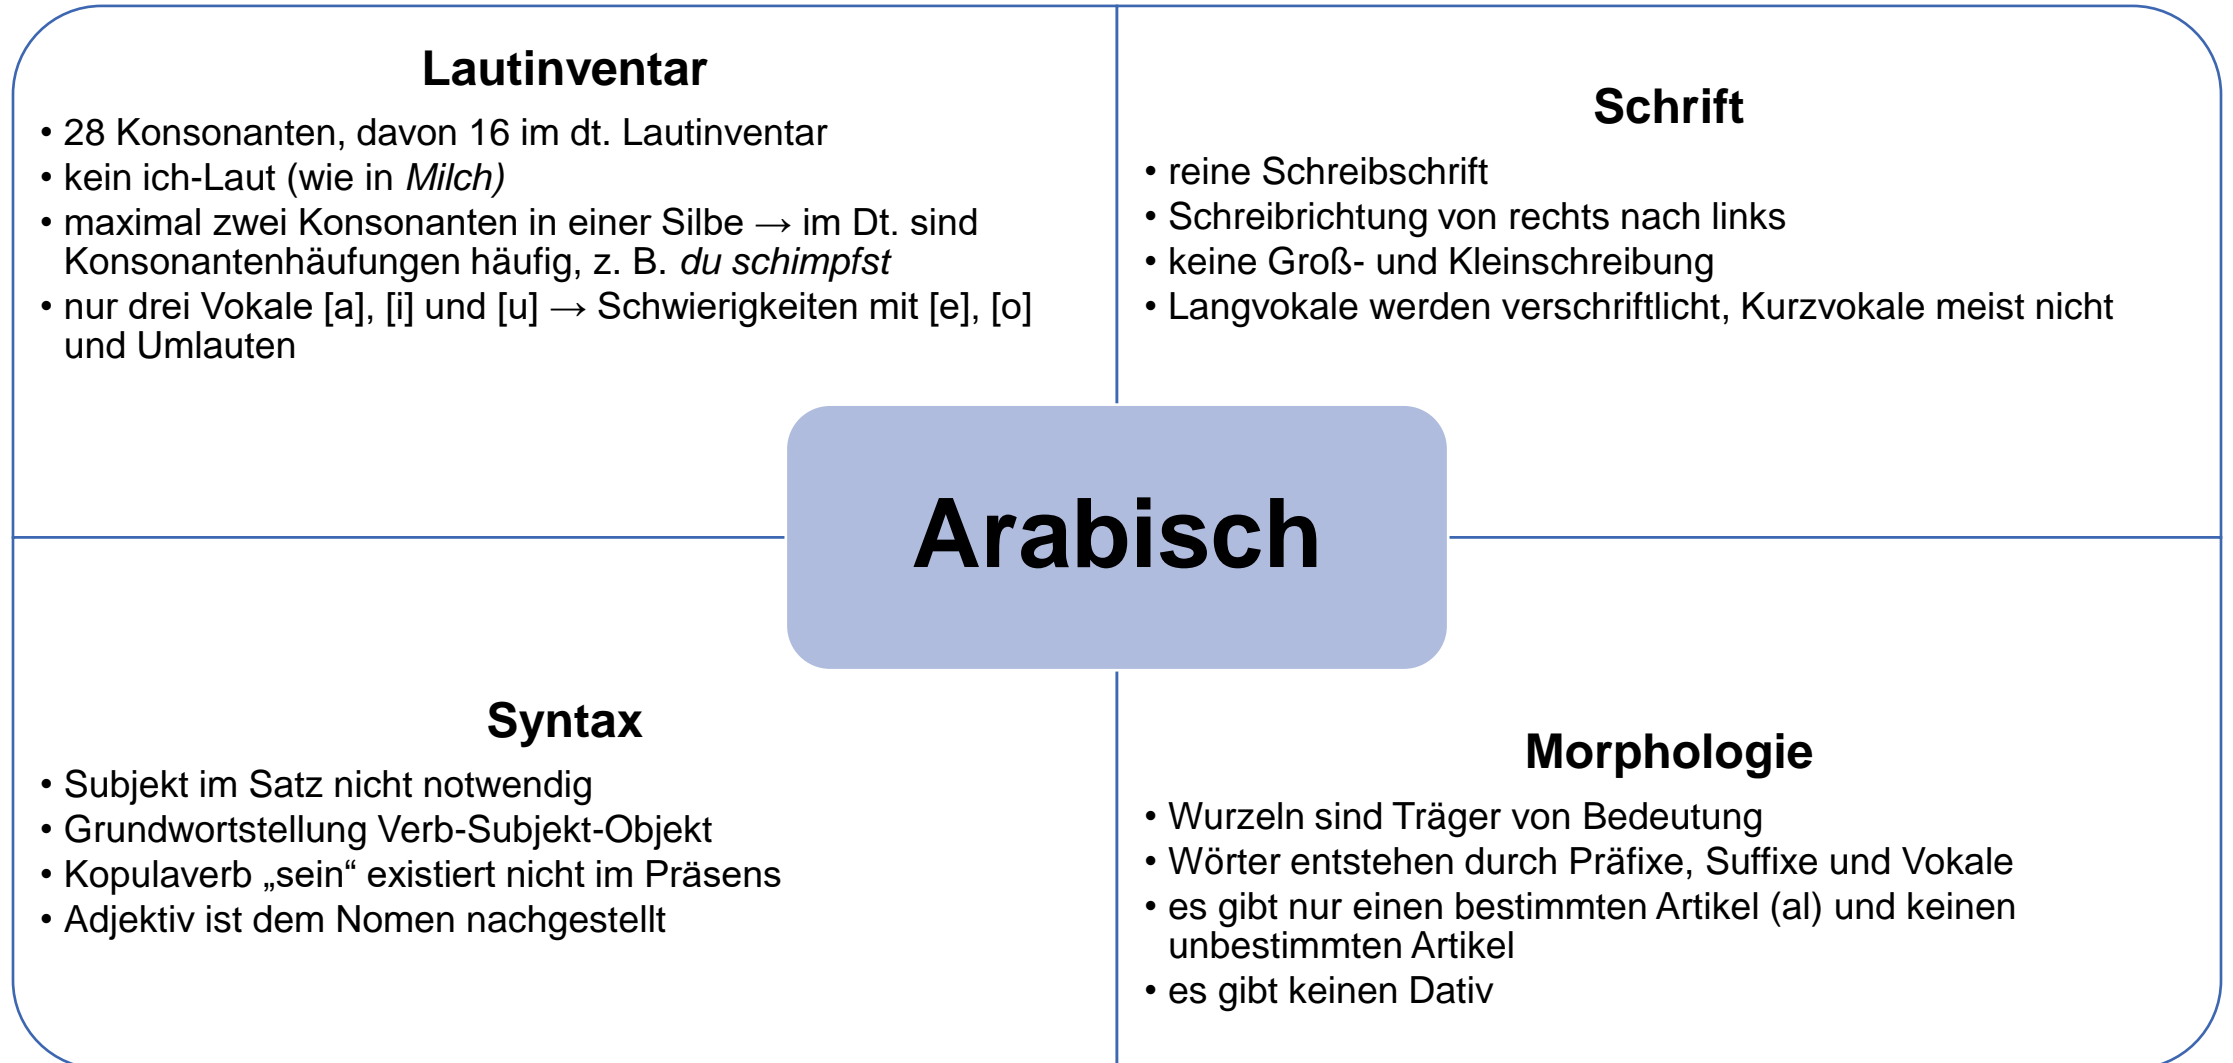 Lautinventar
• 28 Konsonanten, davon 16 im dt. Lautinventar
• kein ich-Laut (wie in Milch)
• maximal zwei Konsonanten in einer Silbe → im Dt. sind
Konsonantenhäufungen häufig, z. B. du schimpfst
• nur drei Vokale [a], [i] und [u] → Schwierigkeiten mit [e], [o]
und Umlauten
Schrift
• reine Schreibschrift
• Schreibrichtung von rechts nach links
• keine Groß- und Kleinschreibung
• Langvokale werden verschriftlicht, Kurzvokale meist nicht
Arabisch
Syntax
• Subjekt im Satz nicht notwendig
• Grundwortstellung Verb-Subjekt-Objekt
• Kopulaverb „sein“ existiert nicht im Präsens
• Adjektiv ist dem Nomen nachgestellt
Morphologie
• Wurzeln sind Träger von Bedeutung
• Wörter entstehen durch Präfixe, Suffixe und Vokale
• es gibt nur einen bestimmten Artikel (al) und keinen
unbestimmten Artikel
• es gibt keinen Dativ